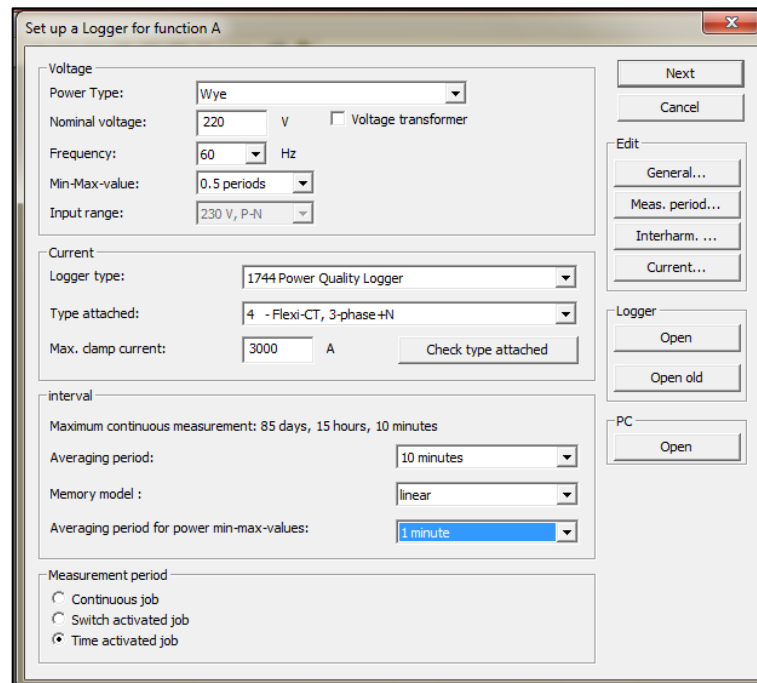 Set up a Logger for function A
Voltage
Power Type: Wye
Nominal voltage: 220 V Voltage transformer
Frequency: 60 Hz
Min-Max-value: 0.5 periods
Input range: 230 V, P-N
Current
Logger type: 1744 Power Quality Logger
Type attached: 4 - Flexi-CT, 3-phase+N
Max. clamp current: 3000 A Check type attached
interval
Maximum continuous measurement: 85 days, 15 hours, 10 minutes
Averaging period: 10 minutes
Memory model : linear
Averaging period for power min-max-values: 1 minute
Measurement period
Continuous job
Switch activated job
Time activated job
Next
Cancel
Edit
General...
Meas. period...
Interharm. ...
Current...
Logger
Open
Open old
PC
Open